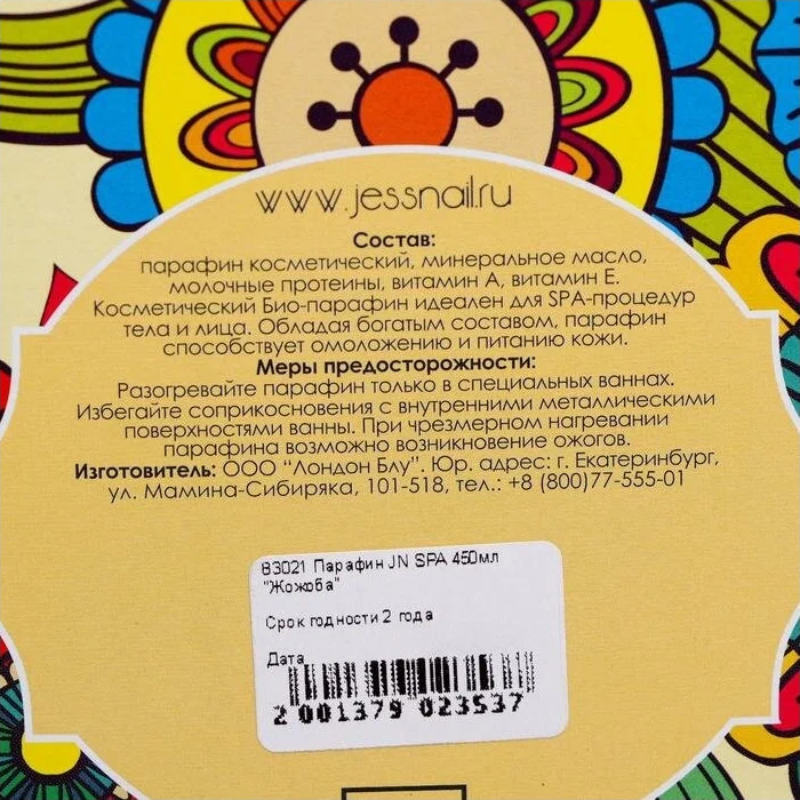 www.jessnail.ru
Состав:
парафин косметический, минеральное масло,
молочные протеины, витамин А, витамин Е.
Косметический Био-парафин идеален для SPA-процедур
тела и лица. Обладая богатым составом, парафин
способствует омоложению и питанию кожи.
Меры предосторожности:
Разогревайте парафин только в специальных ваннах.
Избегайте соприкосновения с внутренними металлическими
поверхностями ванны. При чрезмерном нагревании
парафина возможно возникновение ожогов.
Изготовитель: ООО “Лондон Блу”. Юр. адрес: г. Екатеринбург,
ул. Мамина-Сибиряка, 101-518, тел.: +8 (800)77-555-01
83021 Парафин JN SPA 450мл
"Жожоба"
Срок годности 2 года
Дата
2 001379 023537